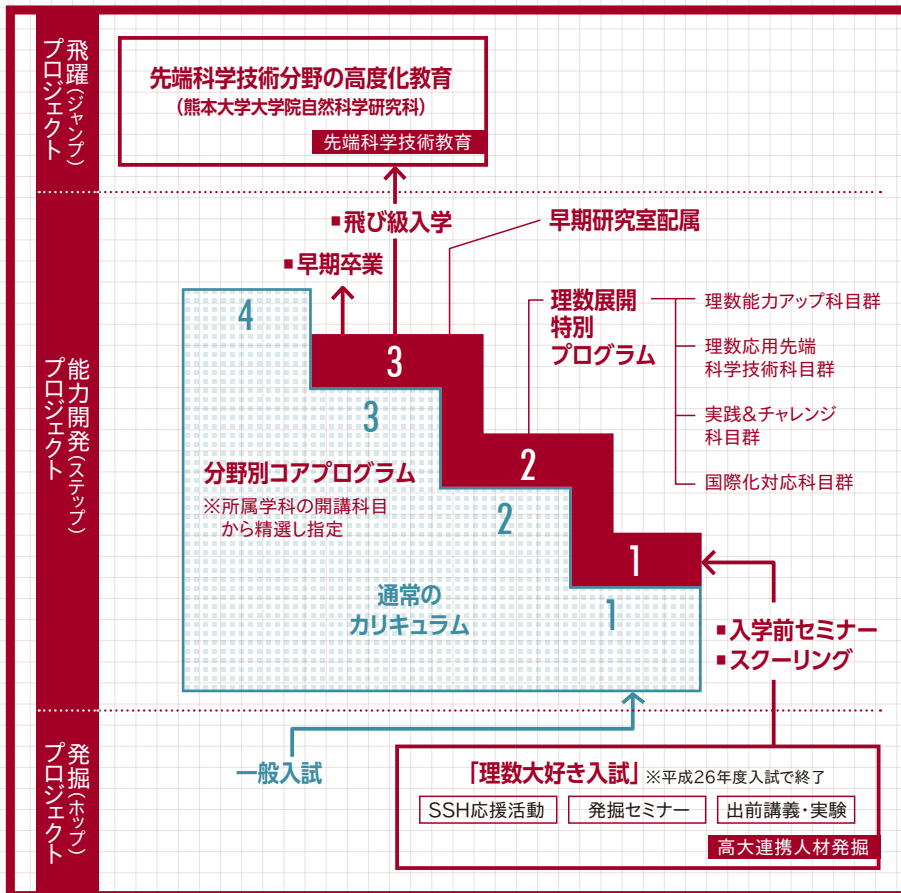 飛躍(ジャンプ)
プロジェクト
先端科学技術分野の高度化教育
(熊本大学大学院自然科学研究科)
先端科学技術教育
能力開発(ステップ)
プロジェクト
■飛び級入学
■早期卒業
早期研究室配属
理数展開
特別
プログラム
理数能力アップ科目群
理数応用先端
科学技術科目群
実践&チャレンジ
科目群
国際化対応科目群
4
3
3
2
2
1
1
分野別コアプログラム
※所属学科の開講科目
から精選し指定
通常の
カリキュラム
■入学前セミナー
■スクーリング
発掘(ホップ)
プロジェクト
一般入試
「理数大好き入試」 ※平成26年度入試で終了
SSH応援活動 発掘セミナー 出前講義・実験
高大連携人材発掘